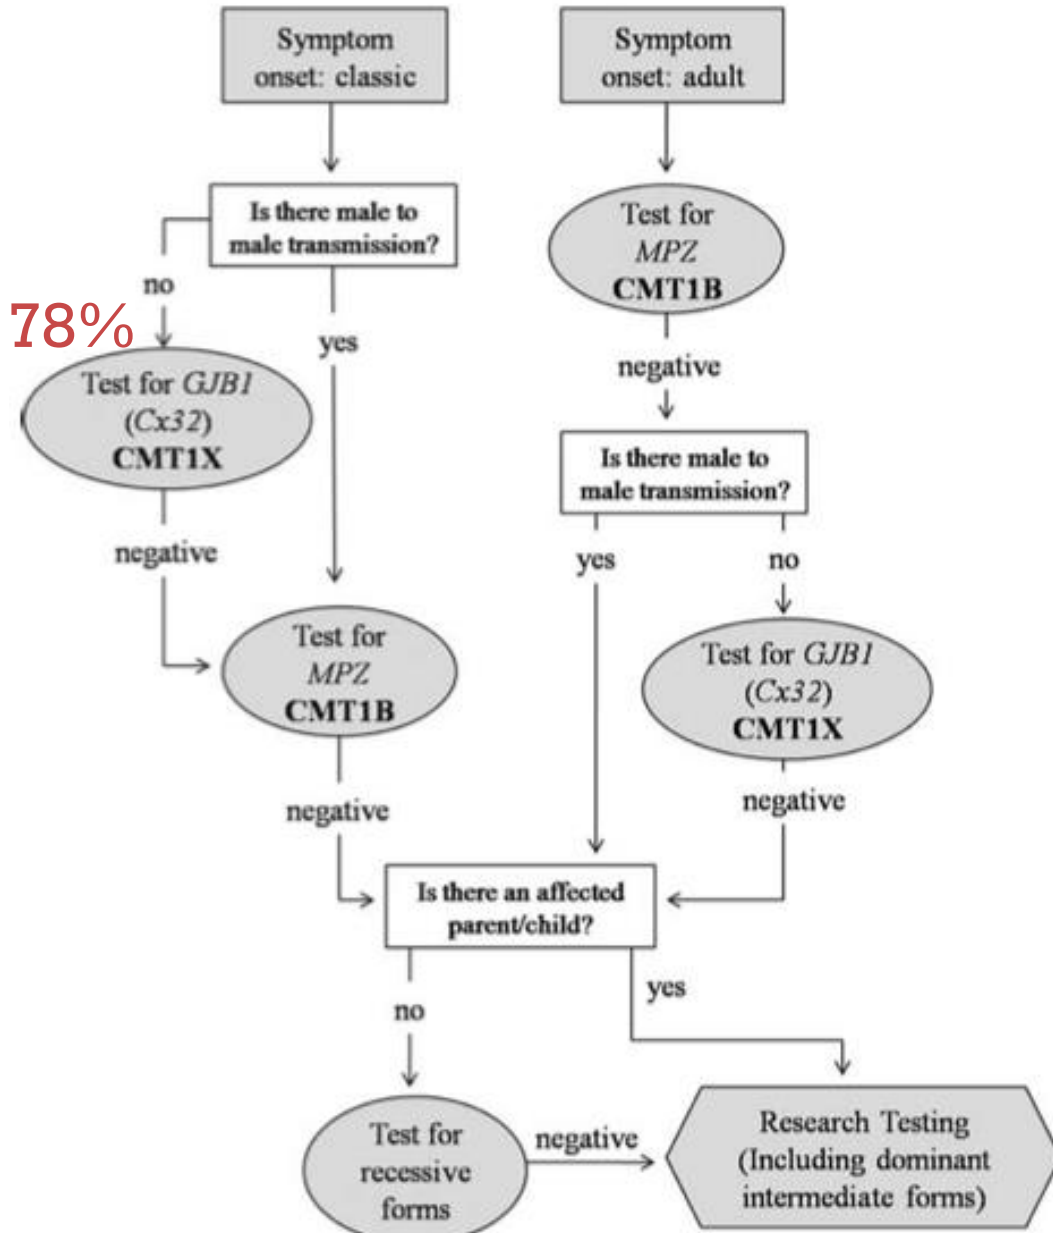 Symptom
onset: classic
Symptom
onset: adult
Is there male to
male transmission?
Test for
MPZ
CMT1B
no
78%
yes
negative
Test for GJB1
(Cx32)
CMT1X
Is there male to
male transmission?
negative
yes
no
Test for
MPZ
CMT1B
Test for GJB1
(Cx32)
CMT1X
negative
negative
Is there an affected
parent/child?
no
yes
Test for
recessive
forms
negative
Research Testing
(Including dominant
intermediate forms)